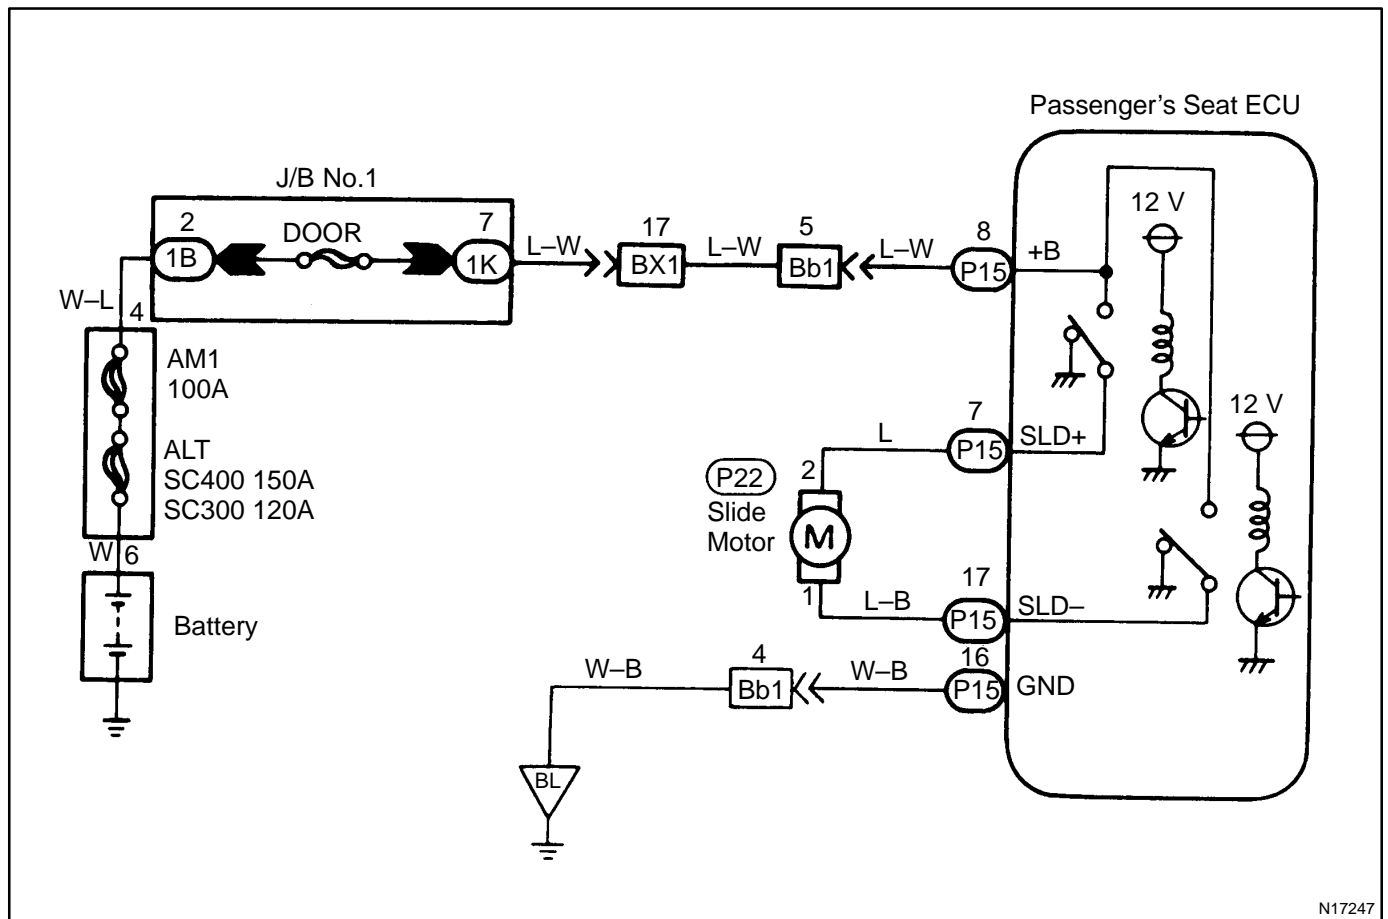 Passenger's Seat ECU
J/B No.1
2
DOOR
7
1B
1K
L–W
17
BX1
L–W
5
Bb1
L–W
8
P15
+B
12 V
W–L
4
AM1
100A
ALT
SC400 150A
SC300 120A
W
6
Battery
7
L
P15
SLD+
12 V
P22
2
Slide
Motor
M
1
L–B
17
P15
SLD–
W–B
4
Bb1
W–B
16
P15
GND
BL
N17247